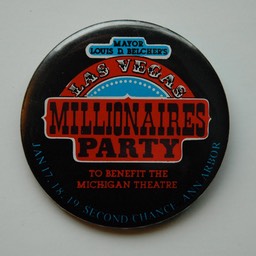 MAYOR
LOUIS D. BELCHER'S
LAS VEGAS
MILLIONAIRES
PARTY
TO BENEFIT THE
MICHIGAN THEATRE
JAN 17-18-19 SECOND CHANCE ANN ARBOR